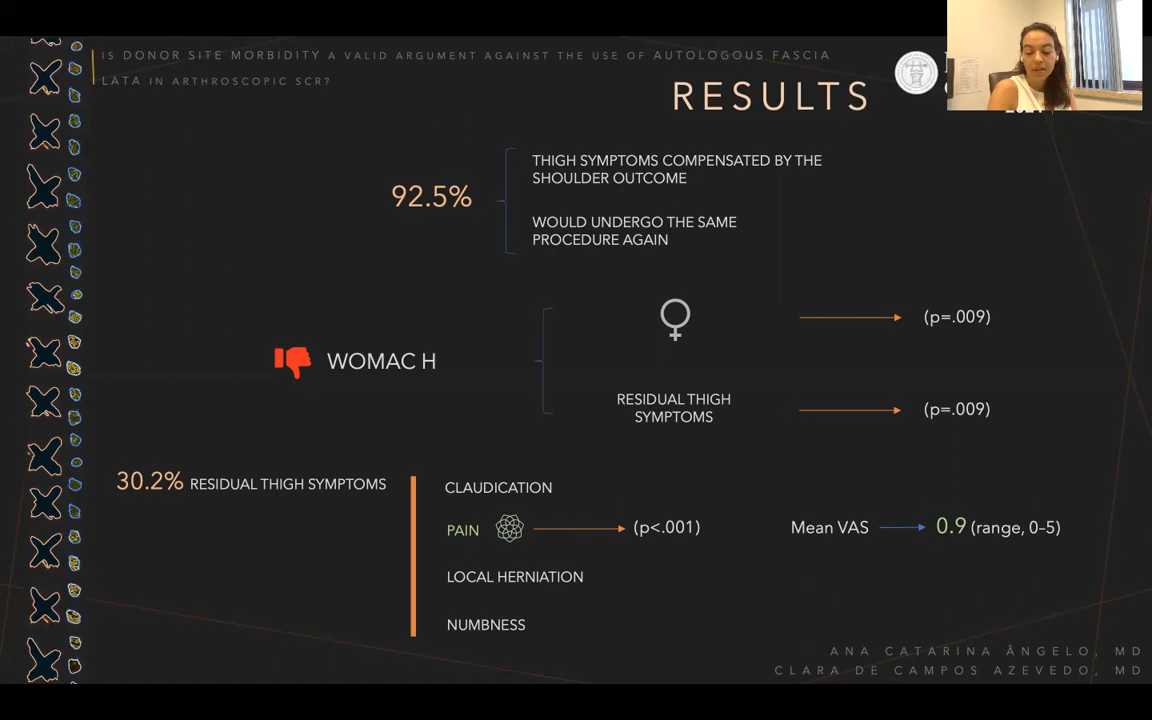 IS DONOR SITE MORBIDITY A VALID ARGUMENT AGAINST THE USE OF AUTOLOGOUS FASCIA
LATA IN ARTHROSCOPIC SCR?
RESULTS
92.5%
THIGH SYMPTOMS COMPENSATED BY THE
SHOULDER OUTCOME
WOULD UNDERGO THE SAME
PROCEDURE AGAIN
(p=.009)
WOMAC H
RESIDUAL THIGH
SYMPTOMS
(p=.009)
30.2% RESIDUAL THIGH SYMPTOMS
CLAUDICATION
PAIN
(p<.001)
Mean VAS
0.9 (range, 0–5)
LOCAL HERNIATION
NUMBNESS
ANA CATARINA ÂNGELO, MD
CLARA DE CAMPOS AZEVEDO, MD